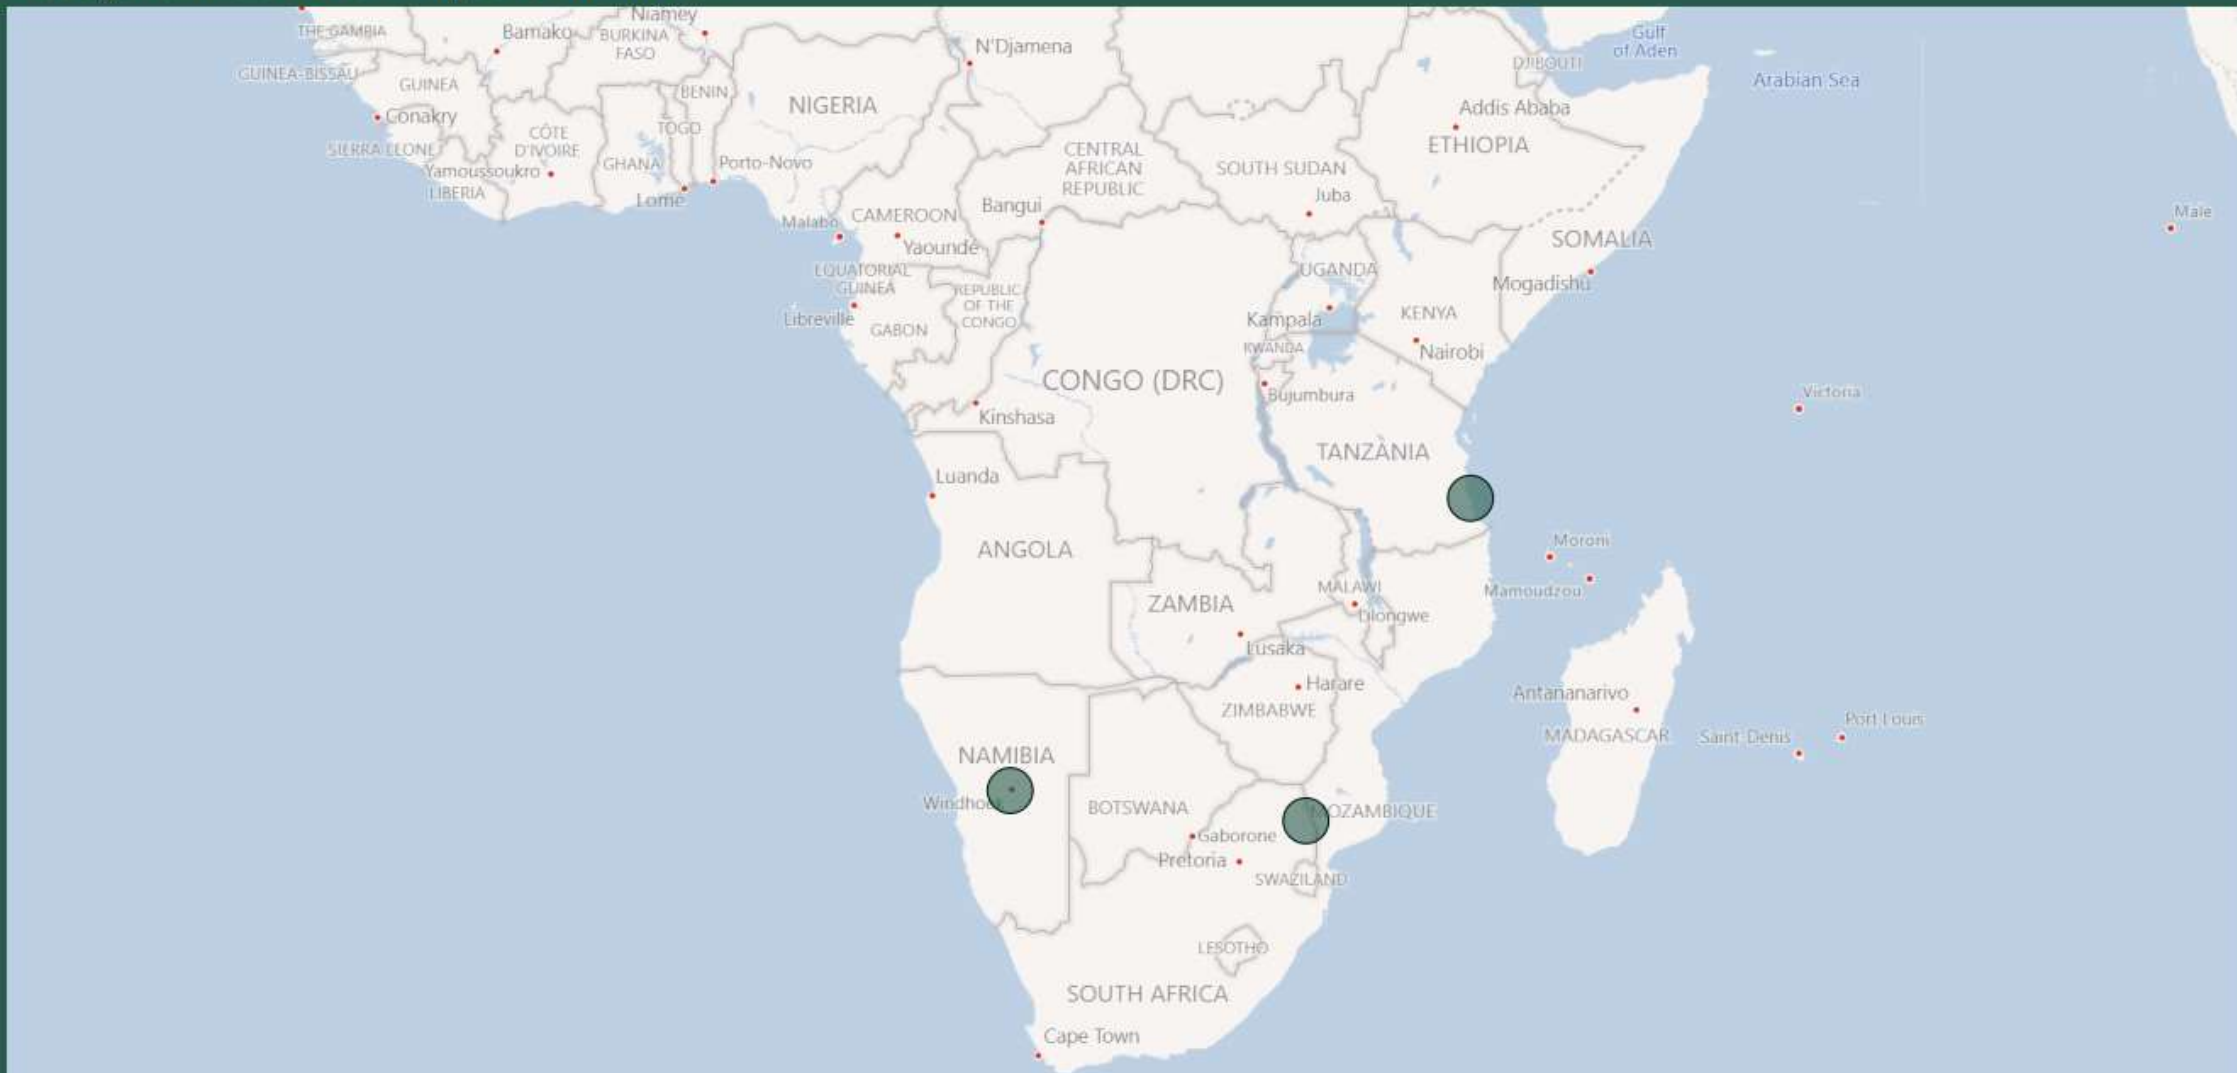 Niamey
THE GAMBIA
Bamako
BURKINA
FASO
N'Djamena
Gulf
of Aden
DJIBOUTI
Arabian Sea
GUINEA-BISSAU
GUINEA
BENIN
NIGERIA
Addis Ababa
ETHIOPIA
Conakry
CÔTE
D'IVOIRE
TOGO
SIERRA LEONE
GHANA
Porto-Novo
CENTRAL
AFRICAN
REPUBLIC
SOUTH SUDAN
Yamoussoukro
LIBERIA
Lomé
Juba
Malabo
CAMEROON
Bangui
Male
Yaoundé
SOMALIA
EQUATORIAL
GUINEA
UGANDA
Mogadishu
REPUBLIC
OF THE
CONGO
Libreville
GABON
Kampala
KENYA
RWANDA
Nairobi
CONGO (DRC)
Bujumbura
Victoria
Kinshasa
TANZANIA
Luanda
ANGOLA
Moroni
MALAWI
Mamoudzou
ZAMBIA
Lilongwe
Lusaka
Harare
ZIMBABWE
Antananarivo
MADAGASCAR
Saint-Denis
Port Louis
NAMIBIA
Windhoe
BOTSWANA
MOZAMBIQUE
Gaborone
Pretoria
SWAZILAND
LESOTHO
SOUTH AFRICA
Cape Town